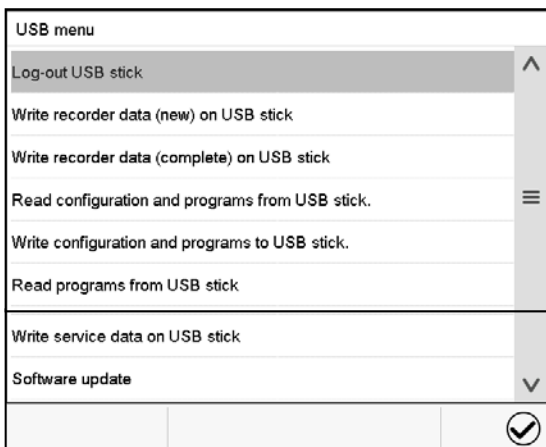 USB menu
Log-out USB stick
Write recorder data (new) on USB stick
Write recorder data (complete) on USB stick
Read configuration and programs from USB stick.
Write configuration and programs to USB stick.
Read programs from USB stick
Write service data on USB stick
Software update